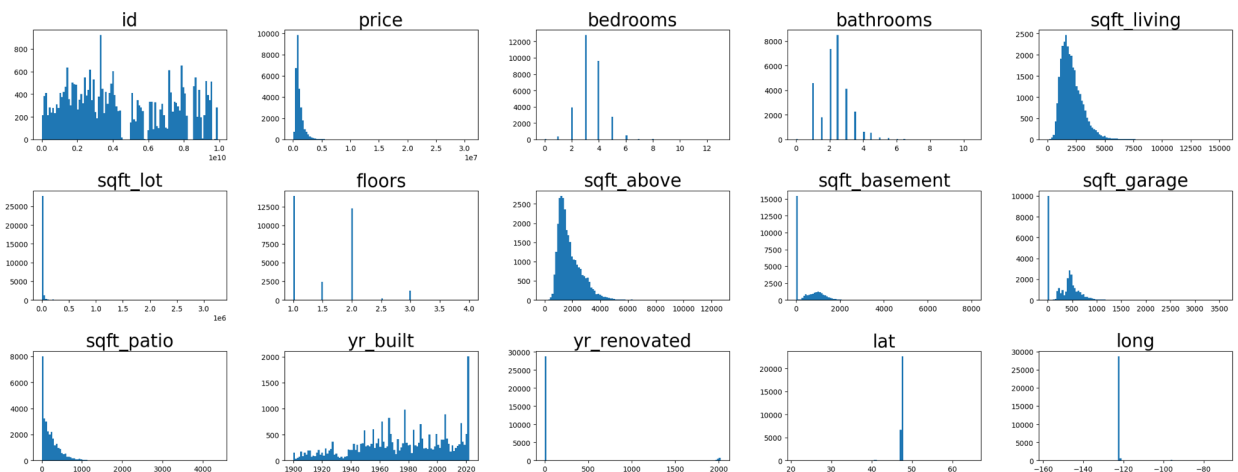 id price bedrooms bathrooms sqft_living
800 600 400 200 0
10000 8000 6000 4000 2000 0
12000 10000 8000 6000 4000 2000 0
8000 6000 4000 2000 0
2500 2000 1500 1000 500 0
0.0 0.2 0.4 0.6 0.8 1.0
1e10
0.0 0.5 1.0 1.5 2.0 2.5 3.0
1e7
0 2 4 6 8 10 12
0 2 4 6 8 10
0 2500 5000 7500 10000 12500 15000
sqft_lot floors sqft_above sqft_basement sqft_garage
25000 20000 15000 10000 5000 0
12500 10000 7500 5000 2500 0
2500 2000 1500 1000 500 0
15000 12500 10000 7500 5000 2500 0
10000 8000 6000 4000 2000 0
0.0 0.5 1.0 1.5 2.0 2.5 3.0
1e6
1.0 1.5 2.0 2.5 3.0 3.5 4.0
0 2000 4000 6000 8000 10000 12000
0 2000 4000 6000 8000
0 500 1000 1500 2000 2500 3000 3500
sqft_patio yr_built yr_renovated lat long
8000 6000 4000 2000 0
2000 1500 1000 500 0
30000 25000 20000 15000 10000 5000 0
20000 15000 10000 5000 0
30000 25000 20000 15000 10000 5000 0
0 1000 2000 3000 4000
1900 1920 1940 1960 1980 2000 2020
0 500 1000 1500 2000
20 30 40 50 60
−160 −140 −120 −100 −80